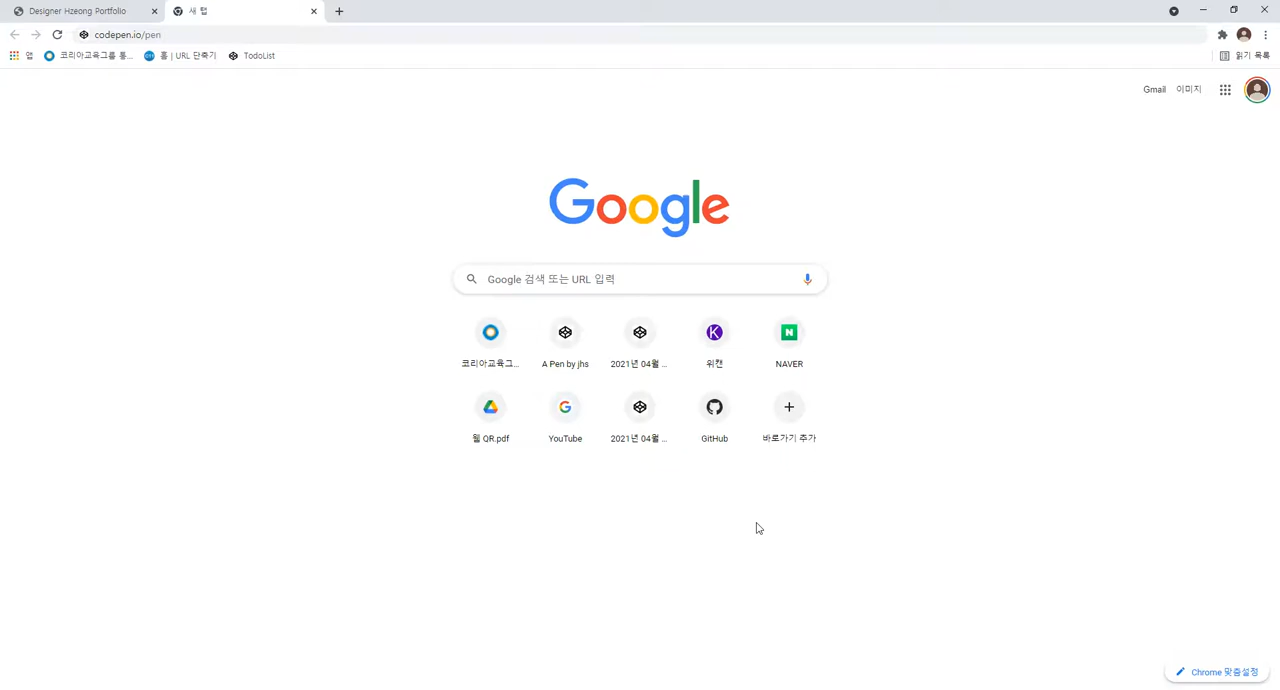 Designer Hzeong Portfolio
새 탭
codepen.io/pen
앱
코리아교육그룹 통...
홈 | URL 단축기
TodoList
읽기 목록
Gmail
이미지
Google
Google 검색 또는 URL 입력
코리아교육그...
A Pen by jhs
2021년 04월 ...
위캔
NAVER
웹 QR.pdf
YouTube
2021년 04월 ...
GitHub
바로가기 추가
Chrome 맞춤설정